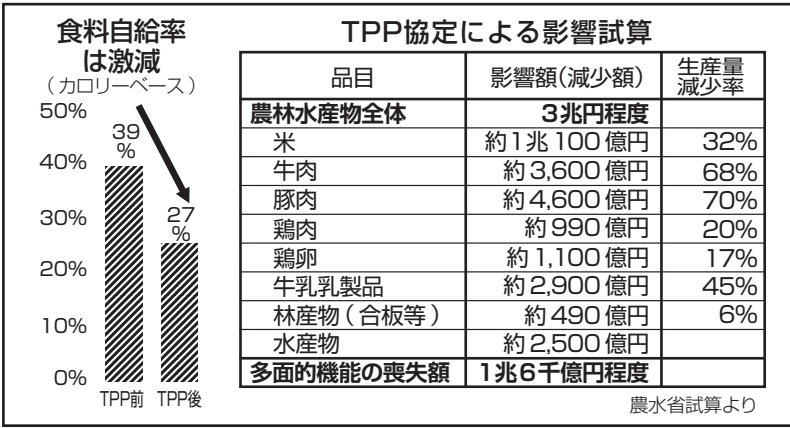 食料自給率
は激減
（カロリーベース）
50%
40%
30%
20%
10%
0%
39
%
27
%
TPP前 TPP後
TPP協定による影響試算
品目 影響額(減少額) 生産量
減少率
農林水産物全体 3兆円程度
米 約1兆100億円 32%
牛肉 約3,600億円 68%
豚肉 約4,600億円 70%
鶏肉 約990億円 20%
鶏卵 約1,100億円 17%
牛乳乳製品 約2,900億円 45%
林産物(合板等) 約490億円 6%
水産物 約2,500億円
多面的機能の喪失額 1兆6千億円程度
農水省試算より